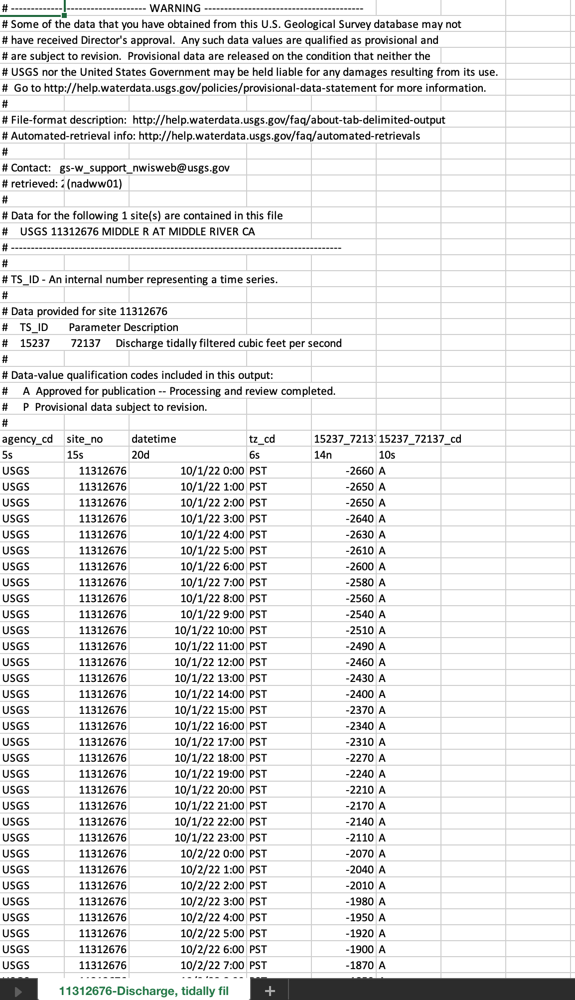 # ------------- -------------------- WARNING ----------------------------------------
# Some of the data that you have obtained from this U.S. Geological Survey database may not
# have received Director's approval.  Any such data values are qualified as provisional and
# are subject to revision.  Provisional data are released on the condition that neither the
# USGS nor the United States Government may be held liable for any damages resulting from its use.
#  Go to http://help.waterdata.usgs.gov/policies/provisional-data-statement for more information.
#
# File-format description:  http://help.waterdata.usgs.gov/faq/about-tab-delimited-output
# Automated-retrieval info: http://help.waterdata.usgs.gov/faq/automated-retrievals
#
# Contact:   gs-w_support_nwisweb@usgs.gov
# retrieved: 2 (nadww01)
#
# Data for the following 1 site(s) are contained in this file
#    USGS 11312676 MIDDLE R AT MIDDLE RIVER CA
# -----------------------------------------------------------------------------------
#
# TS_ID - An internal number representing a time series.
#
# Data provided for site 11312676
#    TS_ID       Parameter Description
#    15237       72137     Discharge tidally filtered cubic feet per second
#
# Data-value qualification codes included in this output:
#     A  Approved for publication -- Processing and review completed.
#     P  Provisional data subject to revision.
#
agency_cd site_no datetime tz_cd 15237_72137 15237_72137_cd
5s 15s 20d 6s 14n 10s
USGS 11312676 10/1/22 0:00 PST -2660 A
USGS 11312676 10/1/22 1:00 PST -2650 A
USGS 11312676 10/1/22 2:00 PST -2650 A
USGS 11312676 10/1/22 3:00 PST -2640 A
USGS 11312676 10/1/22 4:00 PST -2630 A
USGS 11312676 10/1/22 5:00 PST -2610 A
USGS 11312676 10/1/22 6:00 PST -2600 A
USGS 11312676 10/1/22 7:00 PST -2580 A
USGS 11312676 10/1/22 8:00 PST -2560 A
USGS 11312676 10/1/22 9:00 PST -2540 A
USGS 11312676 10/1/22 10:00 PST -2510 A
USGS 11312676 10/1/22 11:00 PST -2490 A
USGS 11312676 10/1/22 12:00 PST -2460 A
USGS 11312676 10/1/22 13:00 PST -2430 A
USGS 11312676 10/1/22 14:00 PST -2400 A
USGS 11312676 10/1/22 15:00 PST -2370 A
USGS 11312676 10/1/22 16:00 PST -2340 A
USGS 11312676 10/1/22 17:00 PST -2310 A
USGS 11312676 10/1/22 18:00 PST -2270 A
USGS 11312676 10/1/22 19:00 PST -2240 A
USGS 11312676 10/1/22 20:00 PST -2210 A
USGS 11312676 10/1/22 21:00 PST -2170 A
USGS 11312676 10/1/22 22:00 PST -2140 A
USGS 11312676 10/1/22 23:00 PST -2110 A
USGS 11312676 10/2/22 0:00 PST -2070 A
USGS 11312676 10/2/22 1:00 PST -2040 A
USGS 11312676 10/2/22 2:00 PST -2010 A
USGS 11312676 10/2/22 3:00 PST -1980 A
USGS 11312676 10/2/22 4:00 PST -1950 A
USGS 11312676 10/2/22 5:00 PST -1920 A
USGS 11312676 10/2/22 6:00 PST -1900 A
USGS 11312676 10/2/22 7:00 PST -1870 A
11312676-Discharge, tidally fil